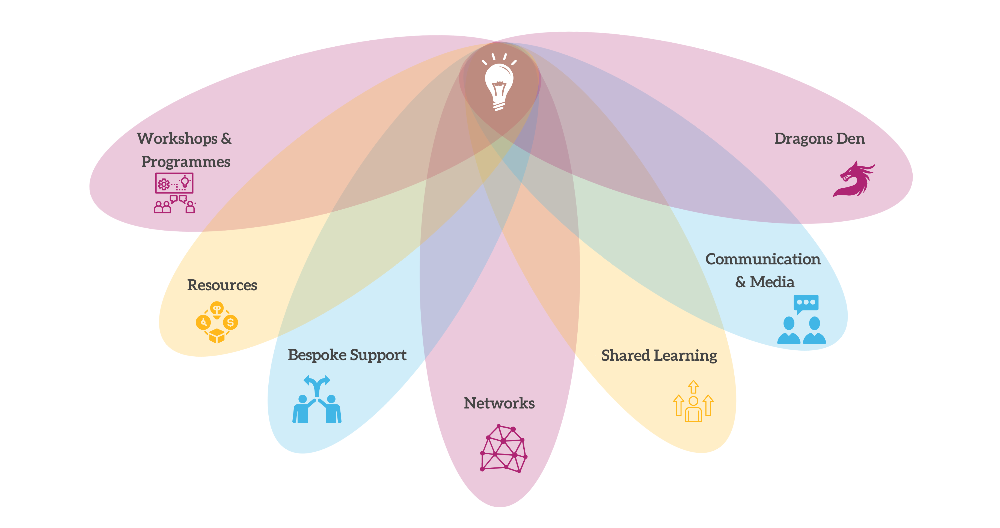 Workshops &
Programmes
Resources
Bespoke Support
Networks
Shared Learning
Communication
& Media
Dragons Den